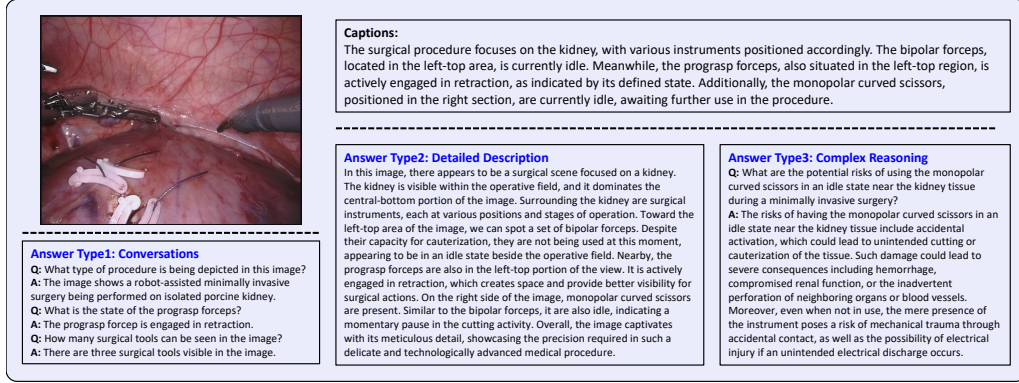 Captions:
The surgical procedure focuses on the kidney, with various instruments positioned accordingly. The bipolar forceps,
located in the left-top area, is currently idle. Meanwhile, the prograsp forceps, also situated in the left-top region, is
actively engaged in retraction, as indicated by its defined state. Additionally, the monopolar curved scissors,
positioned in the right section, are currently idle, awaiting further use in the procedure.
Answer Type1: Conversations
Q: What type of procedure is being depicted in this image?
A: The image shows a robot-assisted minimally invasive
surgery being performed on isolated porcine kidney.
Q: What is the state of the prograsp forceps?
A: The prograsp forcep is engaged in retraction.
Q: How many surgical tools can be seen in the image?
A: There are three surgical tools visible in the image.
Answer Type2: Detailed Description
In this image, there appears to be a surgical scene focused on a kidney.
The kidney is visible within the operative field, and it dominates the
central-bottom portion of the image. Surrounding the kidney are surgical
instruments, each at various positions and stages of operation. Toward the
left-top area of the image, we can spot a set of bipolar forceps. Despite
their capacity for cauterization, they are not being used at this moment,
appearing to be in an idle state beside the operative field. Nearby, the
prograsp forceps are also in the left-top portion of the view. It is actively
engaged in retraction, which creates space and provide better visibility for
surgical actions. On the right side of the image, monopolar curved scissors
are present. Similar to the bipolar forceps, it are also idle, indicating a
momentary pause in the cutting activity. Overall, the image captivates
with its meticulous detail, showcasing the precision required in such a
delicate and technologically advanced medical procedure.
Answer Type3: Complex Reasoning
Q: What are the potential risks of using the monopolar
curved scissors in an idle state near the kidney tissue
during a minimally invasive surgery?
A: The risks of having the monopolar curved scissors in an
idle state near the kidney tissue include accidental
activation, which could lead to unintended cutting or
cauterization of the tissue. Such damage could lead to
severe consequences including hemorrhage,
compromised renal function, or the inadvertent
perforation of neighboring organs or blood vessels.
Moreover, even when not in use, the mere presence of
the instrument poses a risk of mechanical trauma through
accidental contact, as well as the possibility of electrical
injury if an unintended electrical discharge occurs.